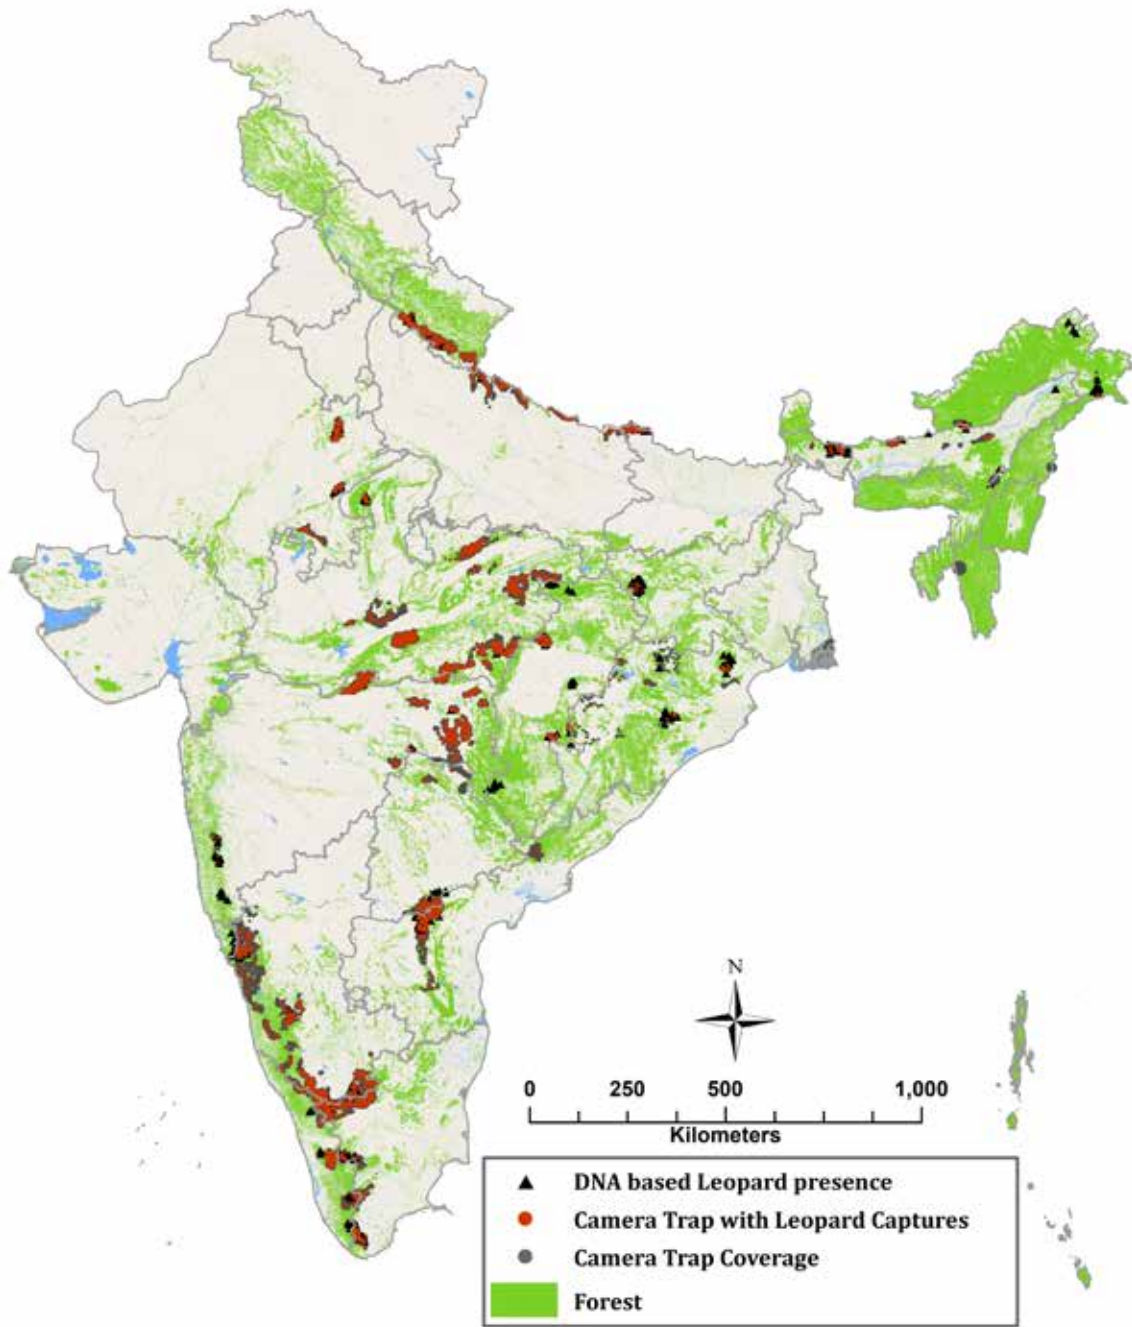 N
0 250 500 1,000
Kilometers
DNA based Leopard presence
Camera Trap with Leopard Captures
Camera Trap Coverage
Forest